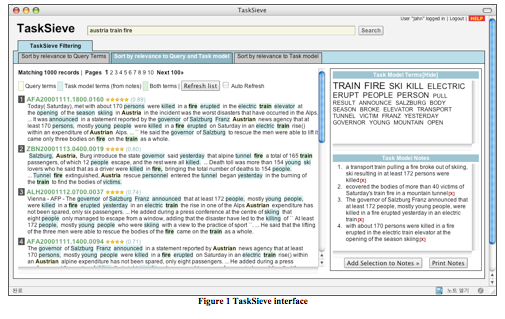 TaskSieve
User "john" logged in | Logout | HELP
TaskSieve
austria train fire
Search
TaskSieve Filtering
Sort by relevance to Query Terms
Sort by relevance to Query and Task model
Sort by relevance to Task model
Matching 1000 records | Pages 1 2 3 4 5 6 7 8 9 10 Next 100»
Query terms | Task model terms (from notes) | Both terms | Refresh list Auto Refresh
1 AFA20001111.1800.0160 (0.89)
Today( Saturday), met with about 170 persons were killed in a fire erupted in the electric train elevator at
the opening of the season skiing in Austria in the incident was the worst disasters that have occurred in the Alps.
... It was electric train up to the ski area when the fire
at least 170 persons, mostly young people, were killed in a fire erupted in an electric train rise()
within an Expenditure of Austrian Alps. ... " He said the governor of Salzburg to rescue the men were able to lift it
came only three bodies on fire on the train as a whole.
2 ZBN20001113.0400.0019 (0.80)
Salzburg, Austria, Burg introduce the state governor said yesterday that alpine tunnel fire a total of 165 train
passengers, of which 12 people escape, and the rest were all killed. ... Death toll was more than 154 young ski
lovers who he said that as a driver were killed in fire, bringing the total number of deaths to 154 people.
... Tunnel fire extinguished, Austria rescue personnel entered the tunnel began yesterday in the burning of
the train to find the bodies of victims.
3 ALH20001112.0700.0037 (0.74)
Vienna - AFP - The governor of Salzburg Franz announced that at least 172 people, mostly young people,
were killed in a fire erupted yesterday in an electric train the rise in one of the Alps Austrian Expenditure has
not been spared, only six passengers. ... He added during a press conference at the centre of skiing that
eight people only managed to escape from a window, adding that the disaster have led to the killing of ' ' At least
172 people, mostly young people who were skiing with a view to the practice of sport ' ... He said that the lifting
of the three men were able to rescue the bodies of the fire came on the train as a whole.
4 AFA20001111.1400.0094 (0.71)
The governor of Salzburg Franz announced in a statement reported by Austrian news agency that at least
170 people, mostly young people were killed in a fire erupted on Saturday in an electric train rises() within
an Austrian alpine expenditure has not been spared, only eight passengers. ... He added during a press
Task Model Terms[Hide]
TRAIN FIRE SKI KILL ELECTRIC
ERUPT PEOPLE PERSON FULL
RESULT ANNOUNCE SALZBURG BODY
SEASON BROKE ELEVATOR TRANSPORT
TUNNEL VICTIM FRANZ YESTERDAY
GOVERNOR YOUNG MOUNTAIN OPEN
Task Model Notes
1. a transport train pulling a fire broke out of skiing,
ski resulting in at least 172 persons were
killed[x]
2. ecovered the bodies of more than 40 victims of
Saturday's train fire in a mountain tunnel[x]
3. The governor of Salzburg Franz announced that
at least 172 people, mostly young people, were
killed in a fire erupted yesterday in an electric
train[x]
4. with about 170 persons were killed in a fire
erupted in the electric train elevator at the
opening of the season skiing[x]
Add Selection to Notes »
Print Notes
완료
노트 열기
Figure 1 TaskSieve interface